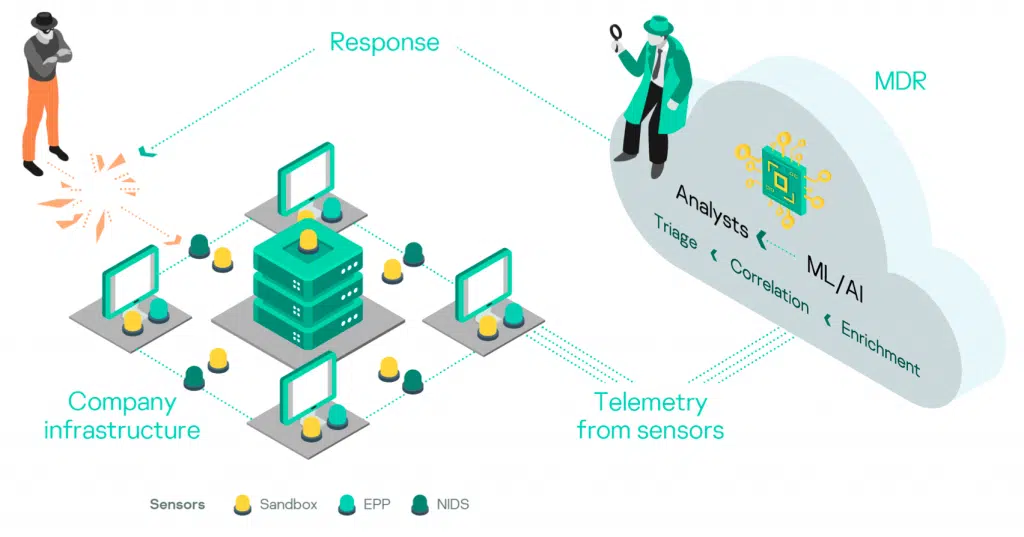 Response
MDR
Analysts
ML/AI
Triage
Correlation
Enrichment
Company
infrastructure
Telemetry
from sensors
Sensors Sandbox EPP NIDS